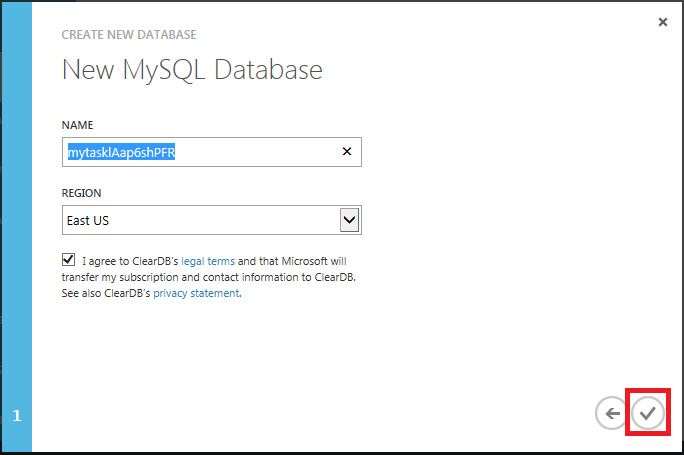 CREATE NEW DATABASE
New MySQL Database
NAME
mytasklAap6shPFR
REGION
East US
I agree to ClearDB's legal terms and that Microsoft will
transfer my subscription and contact information to ClearDB.
See also ClearDB's privacy statement.
1